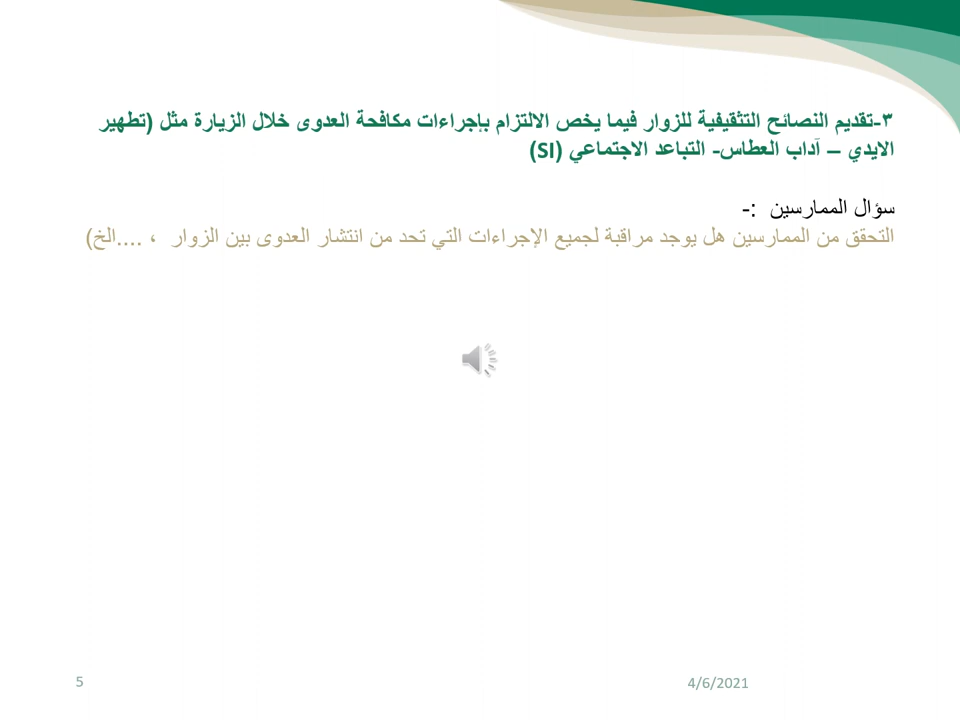 ٣-تقديم النصائح التثقيفية للزوار فيما يخص الالتزام بإجراءات مكافحة العدوى خلال الزيارة مثل (تطهير
الايدي – آداب العطاس- التباعد الاجتماعي (SI)
سؤال الممارسين :-
التحقق من الممارسين هل يوجد مراقبة لجميع الإجراءات التي تحد من انتشار العدوى بين الزوار ، ....الخ)
5
4/6/2021